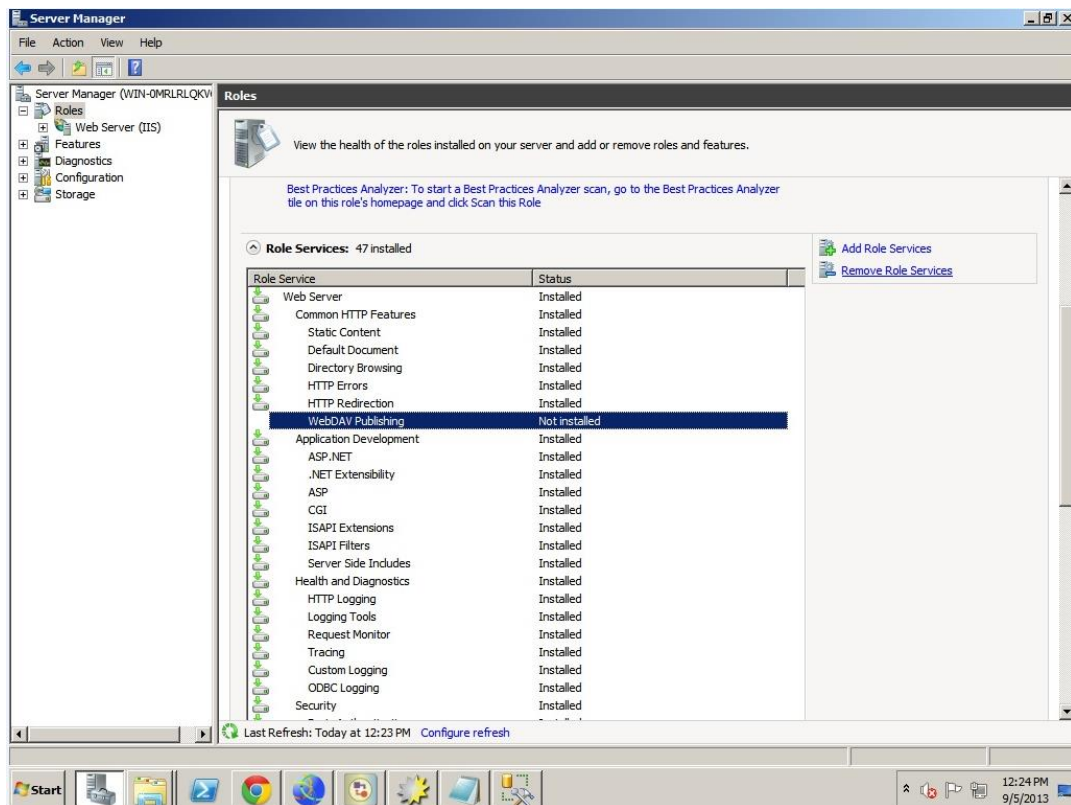 Server Manager
File Action View Help
Server Manager (WIN-0MRLRLQKV
Roles
Web Server (IIS)
Features
Diagnostics
Configuration
Storage
Roles
View the health of the roles installed on your server and add or remove roles and features.
Best Practices Analyzer: To start a Best Practices Analyzer scan, go to the Best Practices Analyzer
tile on this role's homepage and click Scan this Role
Role Services: 47 installed
Add Role Services
Remove Role Services
Role Service Status
Web Server Installed
Common HTTP Features Installed
Static Content Installed
Default Document Installed
Directory Browsing Installed
HTTP Errors Installed
HTTP Redirection Installed
WebDAV Publishing Not installed
Application Development Installed
ASP.NET Installed
.NET Extensibility Installed
ASP Installed
CGI Installed
ISAPI Extensions Installed
ISAPI Filters Installed
Server Side Includes Installed
Health and Diagnostics Installed
HTTP Logging Installed
Logging Tools Installed
Request Monitor Installed
Tracing Installed
Custom Logging Installed
ODBC Logging Installed
Security Installed
Last Refresh: Today at 12:23 PM Configure refresh
Start
12:24 PM
9/5/2013